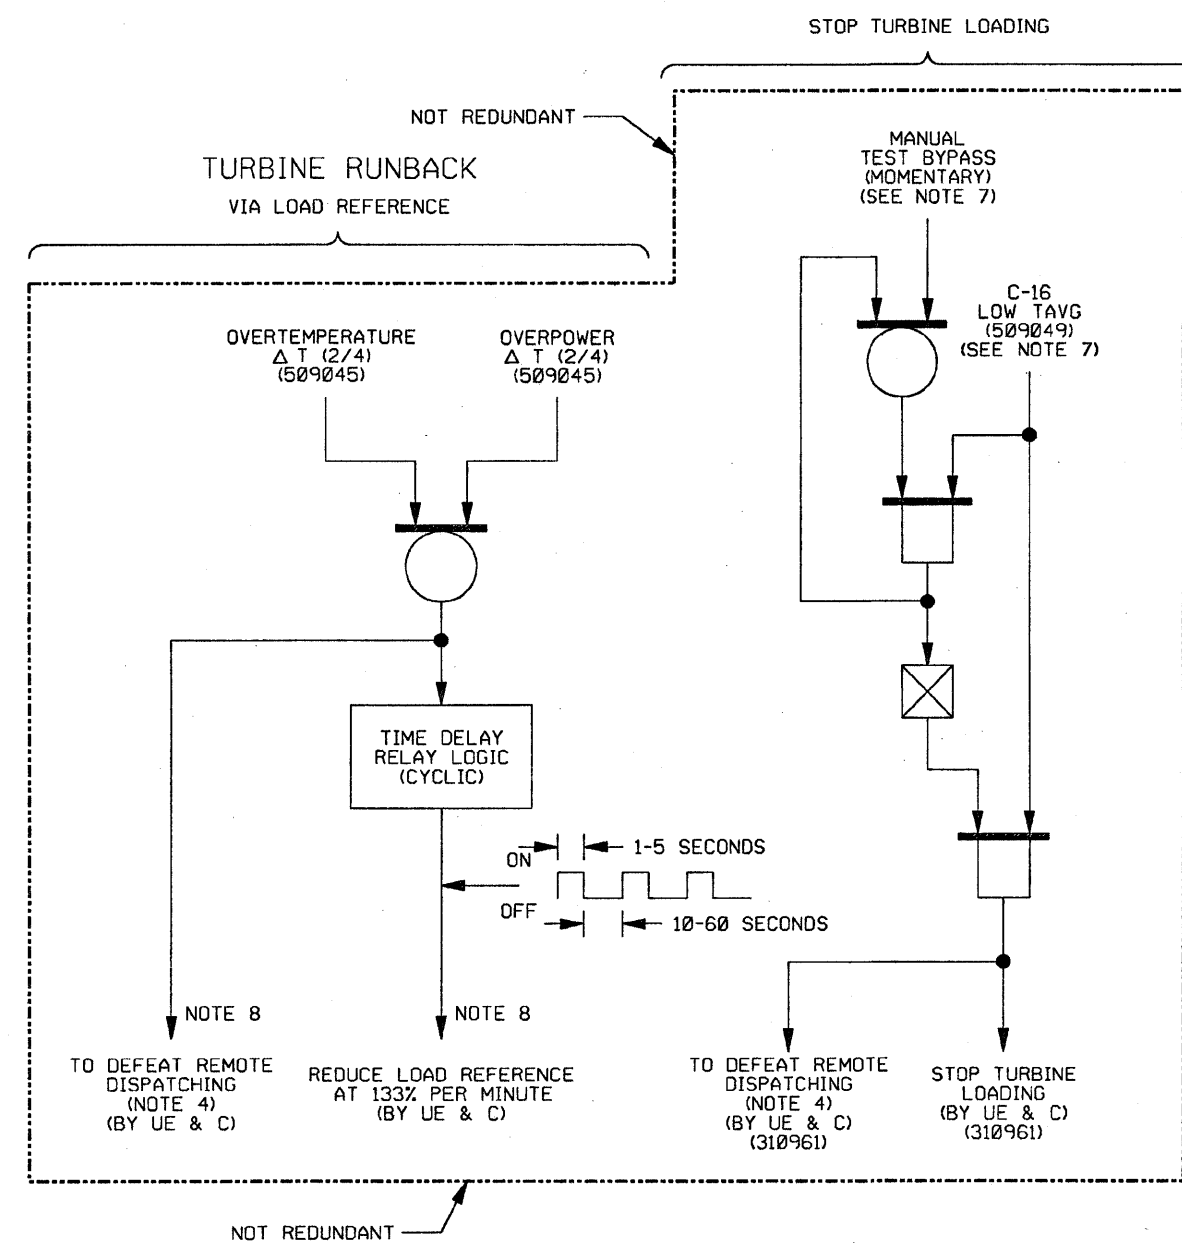 STOP TURBINE LOADING
NOT REDUNDANT
TURBINE RUNBACK
VIA LOAD REFERENCE
MANUAL
TEST BYPASS
(MOMENTARY)
(SEE NOTE 7)
C-16
LOW TAVG
(509049)
(SEE NOTE 7)
OVERTEMPERATURE
Δ T (2/4)
(509045)
OVERPOWER
Δ T (2/4)
(509045)
TIME DELAY
RELAY LOGIC
(CYCLIC)
ON
1-5 SECONDS
OFF
10-60 SECONDS
NOTE 8
NOTE 8
TO DEFEAT REMOTE
DISPATCHING
(NOTE 4)
(BY UE & C)
REDUCE LOAD REFERENCE
AT 133% PER MINUTE
(BY UE & C)
TO DEFEAT REMOTE
DISPATCHING
(NOTE 4)
(BY UE & C)
(310961)
STOP TURBINE
LOADING
(BY UE & C)
(310961)
NOT REDUNDANT